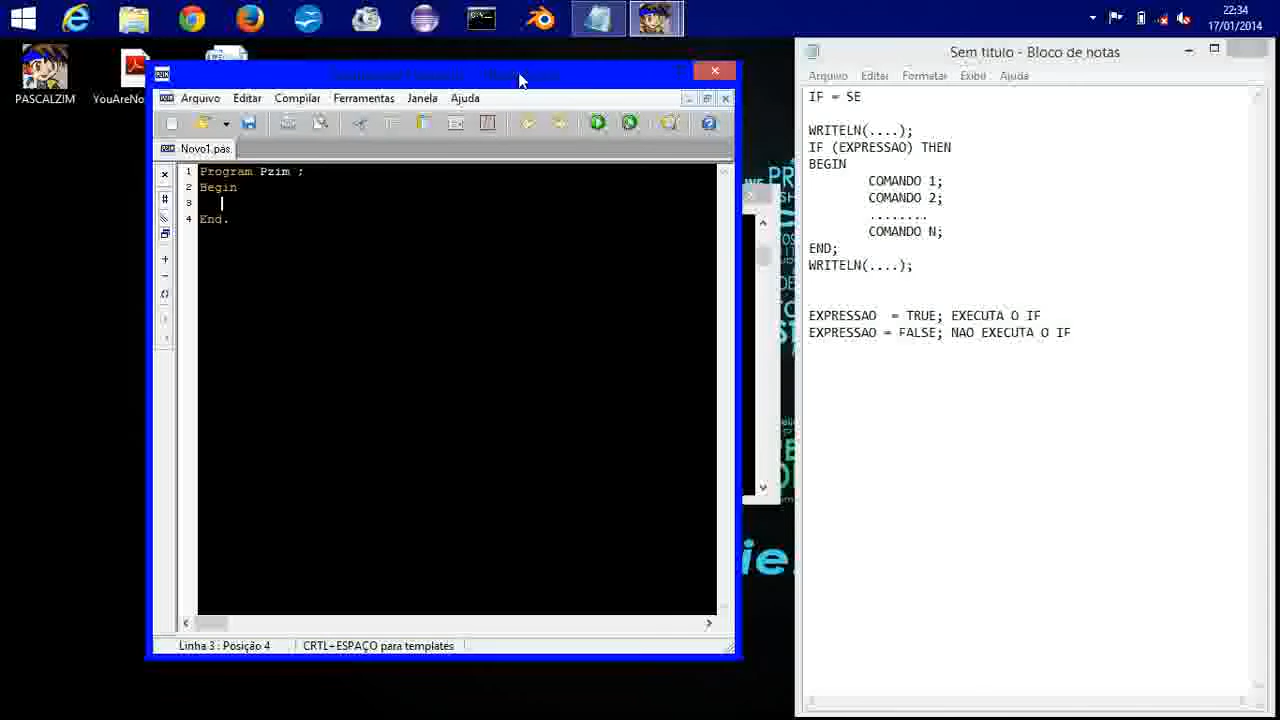 22:34
17/01/2014
PASCALZIM
YouAreNo
Arquivo Editar Compilar Ferramentas Janela Ajuda
Novo1.pas
1 Program Pzim ;
2 Begin
3
4 End.
Linha 3 : Posição 4 CRTL+ESPAÇO para templates
Sem título - Bloco de notas
Arquivo Editar Formatar Exibir Ajuda
IF = SE
WRITELN(....);
IF (EXPRESSAO) THEN
BEGIN
COMANDO 1;
COMANDO 2;
........
COMANDO N;
END;
WRITELN(....);
EXPRESSAO = TRUE; EXECUTA O IF
EXPRESSAO = FALSE; NAO EXECUTA O IF
ie.